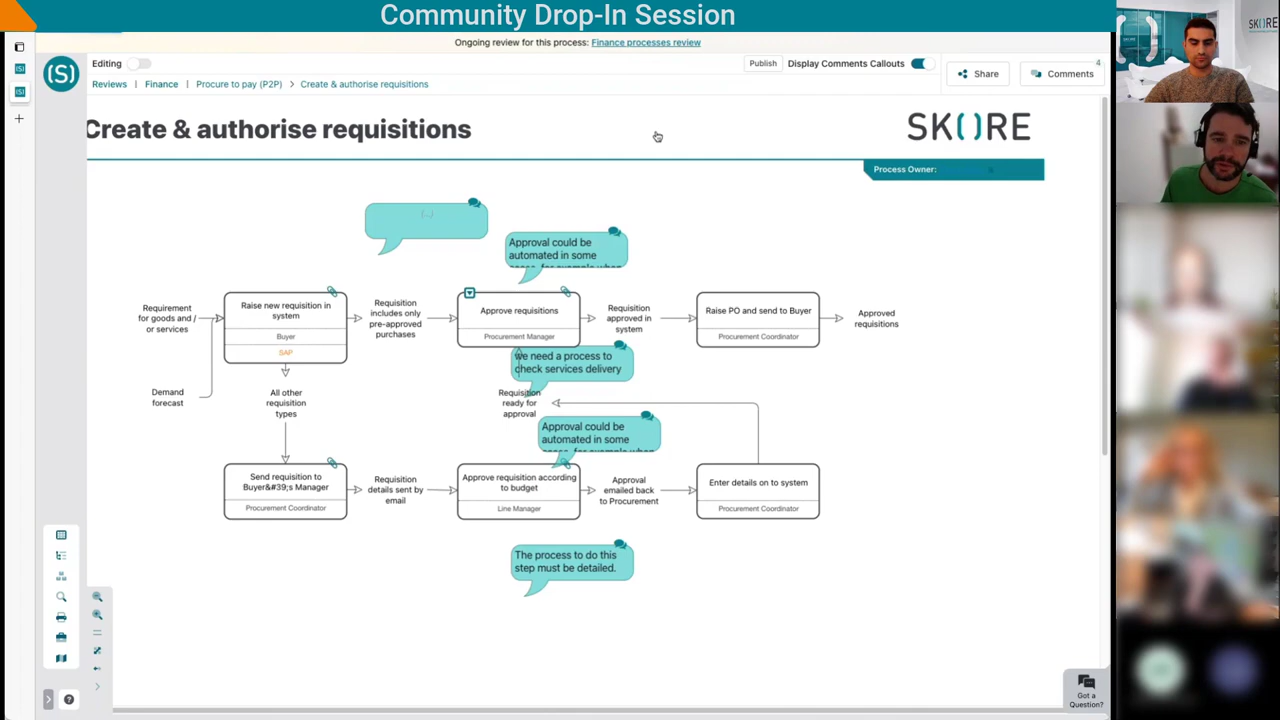 Community Drop-In Session
Ongoing review for this process: Finance processes review
Editing
Publish
Display Comments Callouts
Share
Comments
4
Reviews
Finance
Procure to pay (P2P)
Create & authorise requisitions
Create & authorise requisitions
SK()RE
Process Owner:
(...)
Approval could be
automated in some
Requirement
for goods and /
or services
Raise new requisition in
system
Buyer
SAP
Requisition
includes only
pre-approved
purchases
Approve requisitions
Procurement Manager
Requisition
approved in
system
Raise PO and send to Buyer
Procurement Coordinator
Approved
requisitions
we need a process to
check services delivery
Demand
forecast
All other
requisition
types
Requisition
ready for
approval
Approval could be
automated in some
Send requisition to
Buyer&#39;s Manager
Procurement Coordinator
Requisition
details sent by
email
Approve requisition according
to budget
Line Manager
Approval
emailed back
to Procurement
Enter details on to system
Procurement Coordinator
The process to do this
step must be detailed.
Got a
Question?